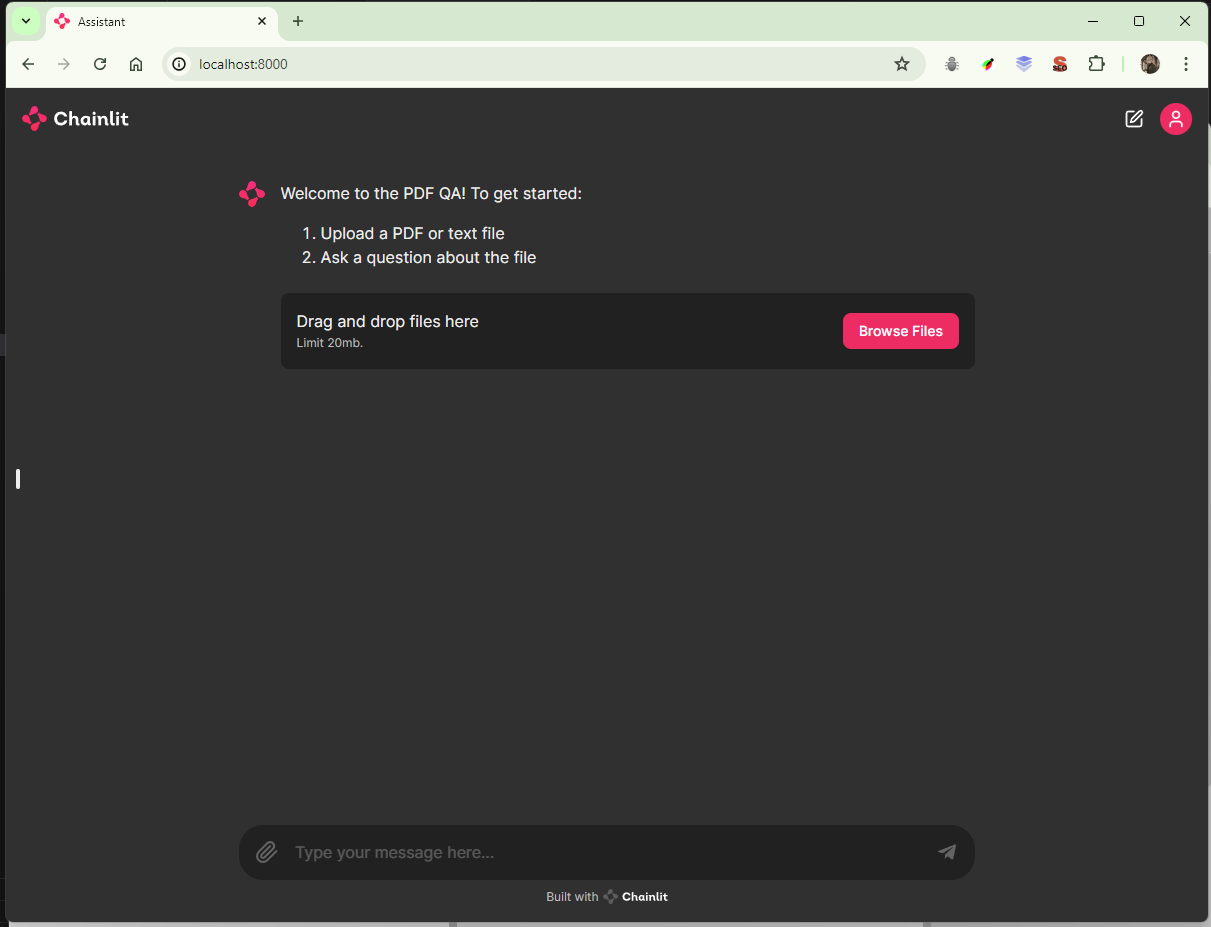 Assistant
localhost:8000
SEO
Chainlit
Welcome to the PDF QA! To get started:
1. Upload a PDF or text file
2. Ask a question about the file
Drag and drop files here
Limit 20mb.
Browse Files
Type your message here...
Built with Chainlit